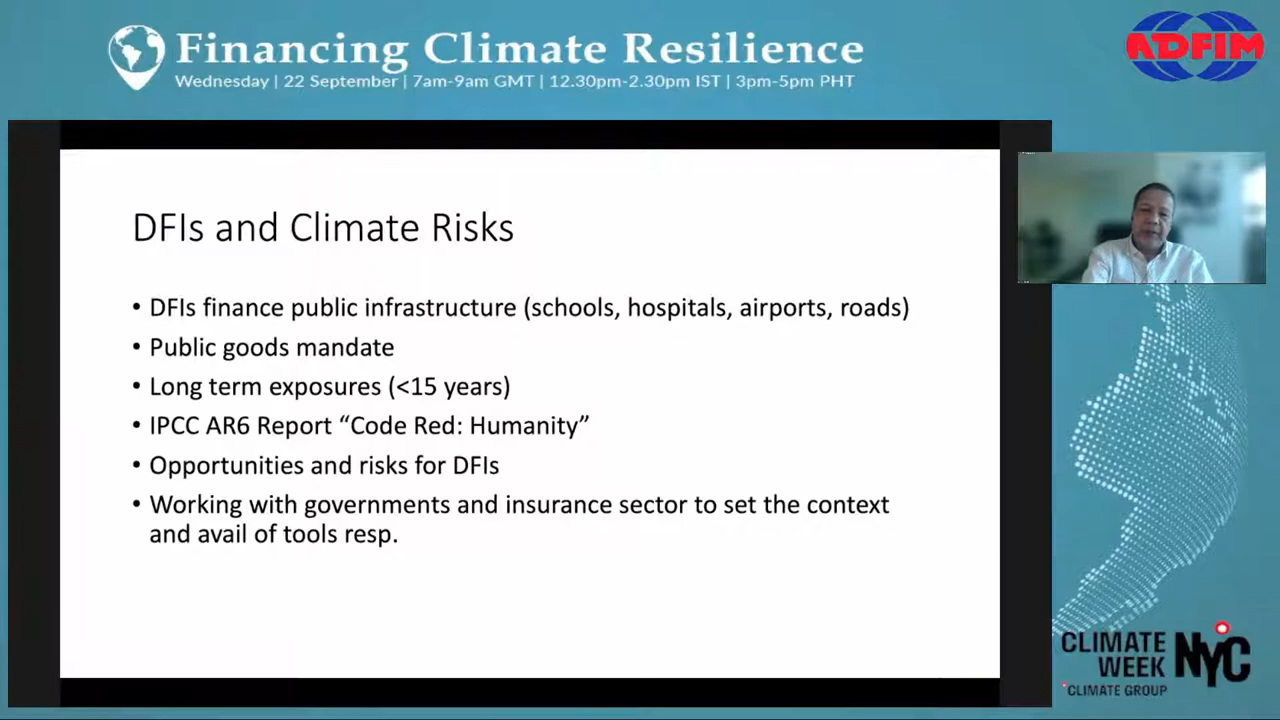 Financing Climate Resilience
Wednesday | 22 September | 7am-9am GMT | 12.30pm-2.30pm IST | 3pm-5pm PHT
ADFIM
DFIs and Climate Risks
• DFIs finance public infrastructure (schools, hospitals, airports, roads)
• Public goods mandate
• Long term exposures (<15 years)
• IPCC AR6 Report “Code Red: Humanity”
• Opportunities and risks for DFIs
• Working with governments and insurance sector to set the context
and avail of tools resp.
CLIMATE
WEEK NYC
°CLIMATE GROUP